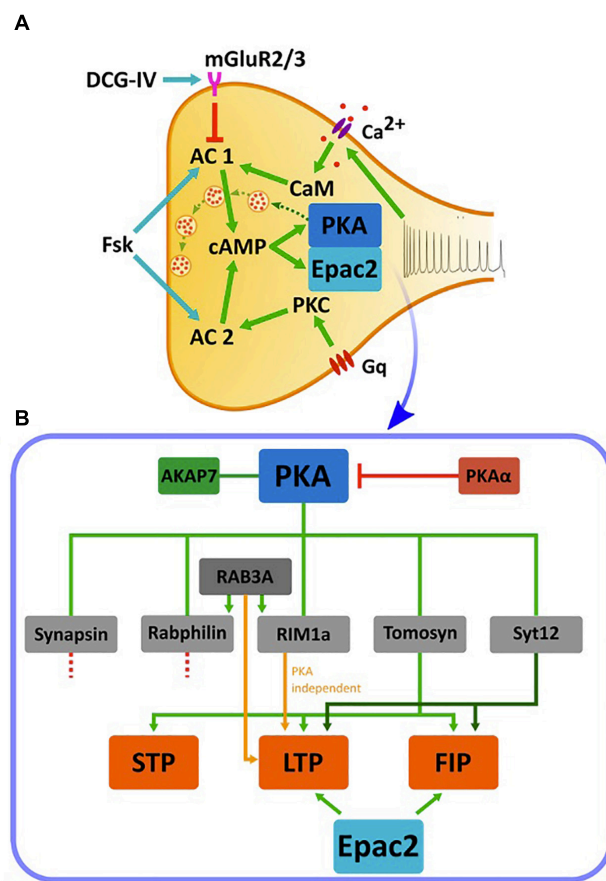 A
mGluR2/3
DCG-IV
Ca2+
AC 1
CaM
PKA
Fsk
cAMP
Epac2
PKC
AC 2
Gq
B
AKAP7
PKA
PKAα
RAB3A
Synapsin
Rabphilin
RIM1a
Tomosyn
Syt12
PKA
independent
STP
LTP
FIP
Epac2